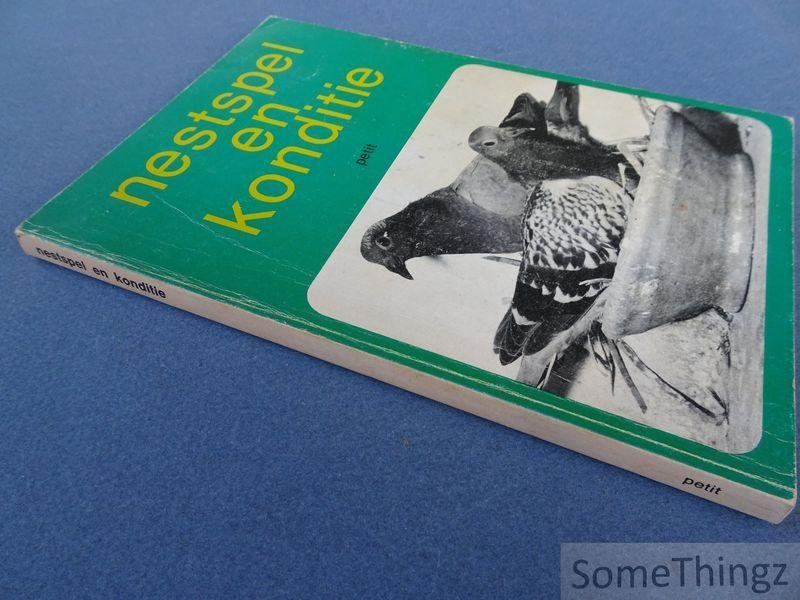 nestspel
en
konditie
petit
nestspel en konditie
petit
SomeThingz